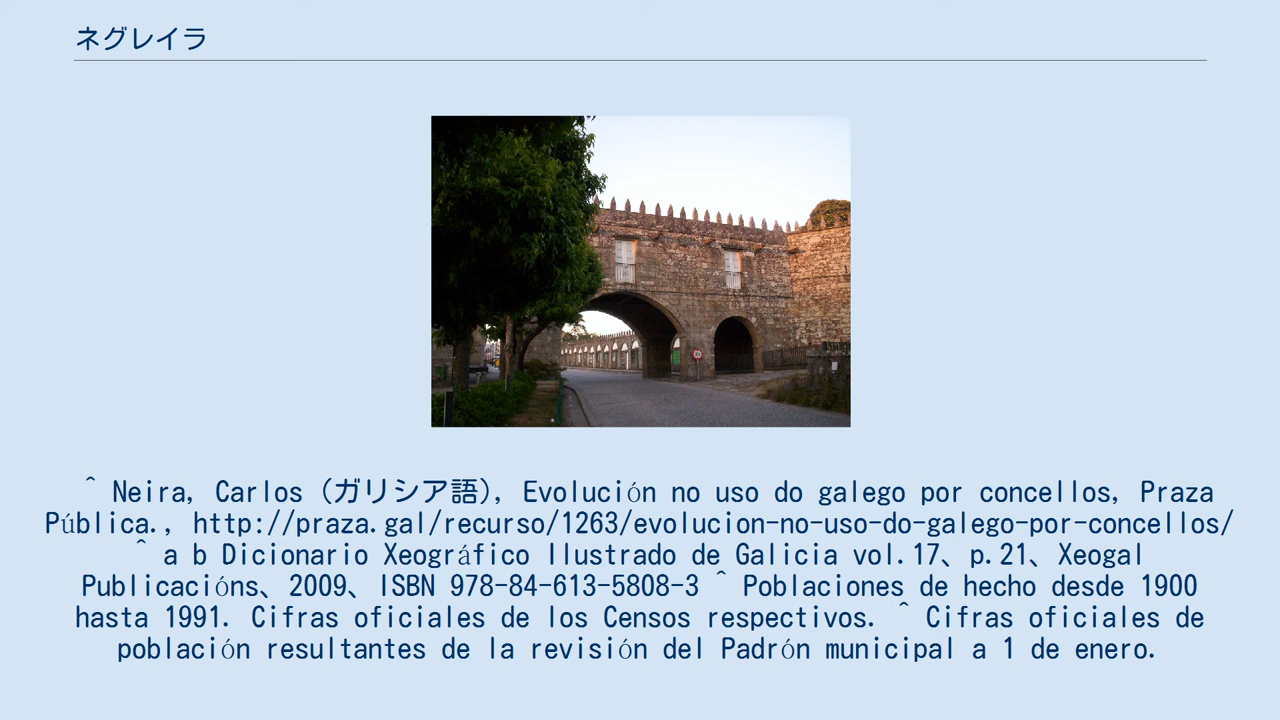 ネグレイラ
^ Neira, Carlos (ガリシア語), Evolución no uso do galego por concellos, Praza
Pública., http://praza.gal/recurso/1263/evolucion-no-uso-do-galego-por-concellos/
^ a b Dicionario Xeográfico Ilustrado de Galicia vol.17、p.21、Xeogal
Publicacións、2009、ISBN 978-84-613-5808-3 ^ Poblaciones de hecho desde 1900
hasta 1991. Cifras oficiales de los Censos respectivos. ^ Cifras oficiales de
población resultantes de la revisión del Padrón municipal a 1 de enero.